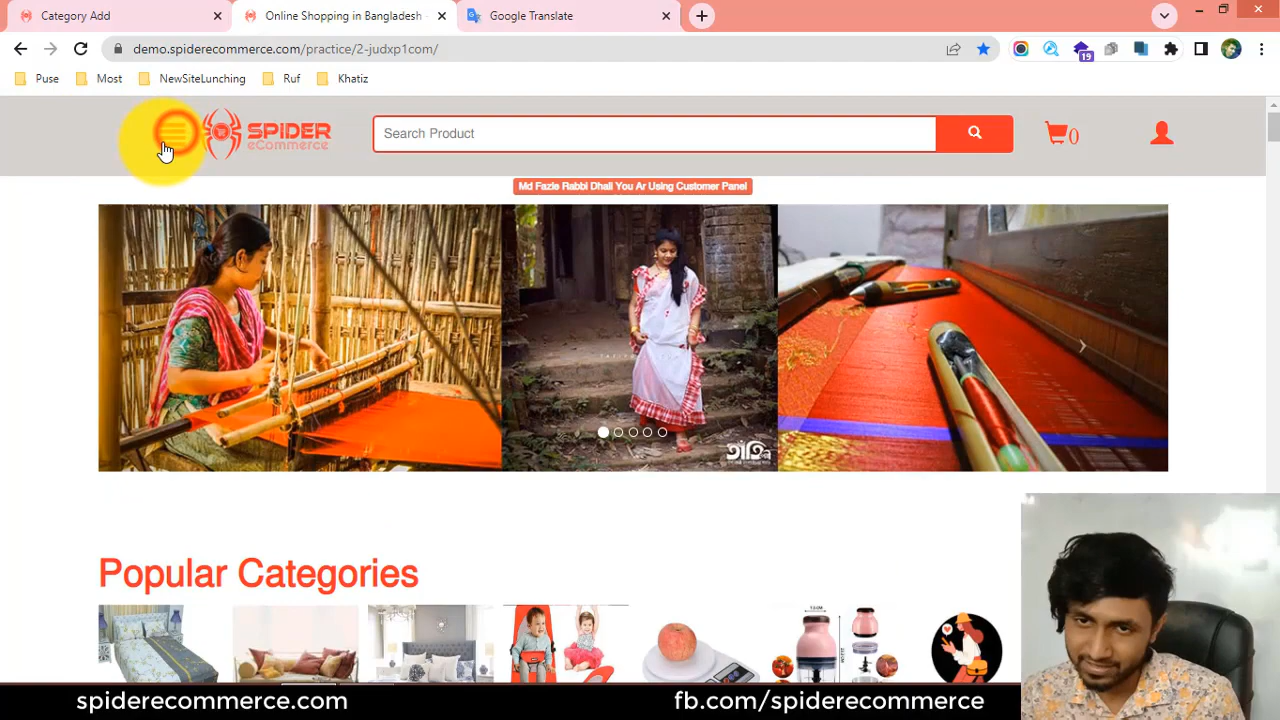 Category Add
Online Shopping in Bangladesh -
Google Translate
demo.spiderecommerce.com/practice/2-judxp1com/
19
Puse
Most
NewSiteLunching
Ruf
Khatiz
SPIDER
eCommerce
Search Product
0
Md Fazle Rabbi Dhali You Ar Using Customer Panel
Popular Categories
spiderecommerce.com
fb.com/spiderecommerce